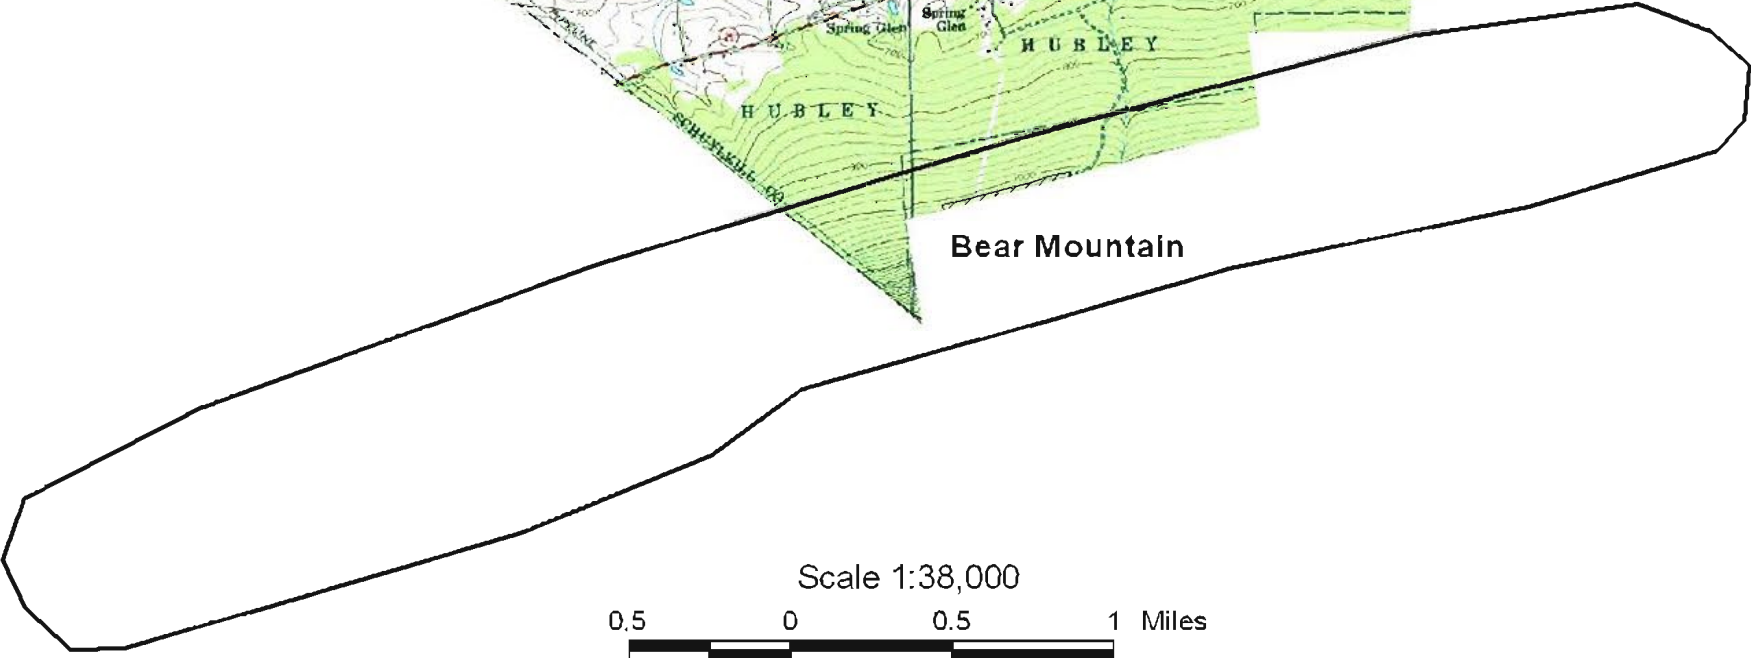 Spring
Glen
Spring Glen
HUBLEY
HUBLEY
SCHUYLKILL CO
Bear Mountain
Scale 1:38,000
0.5 0 0.5 1 Miles